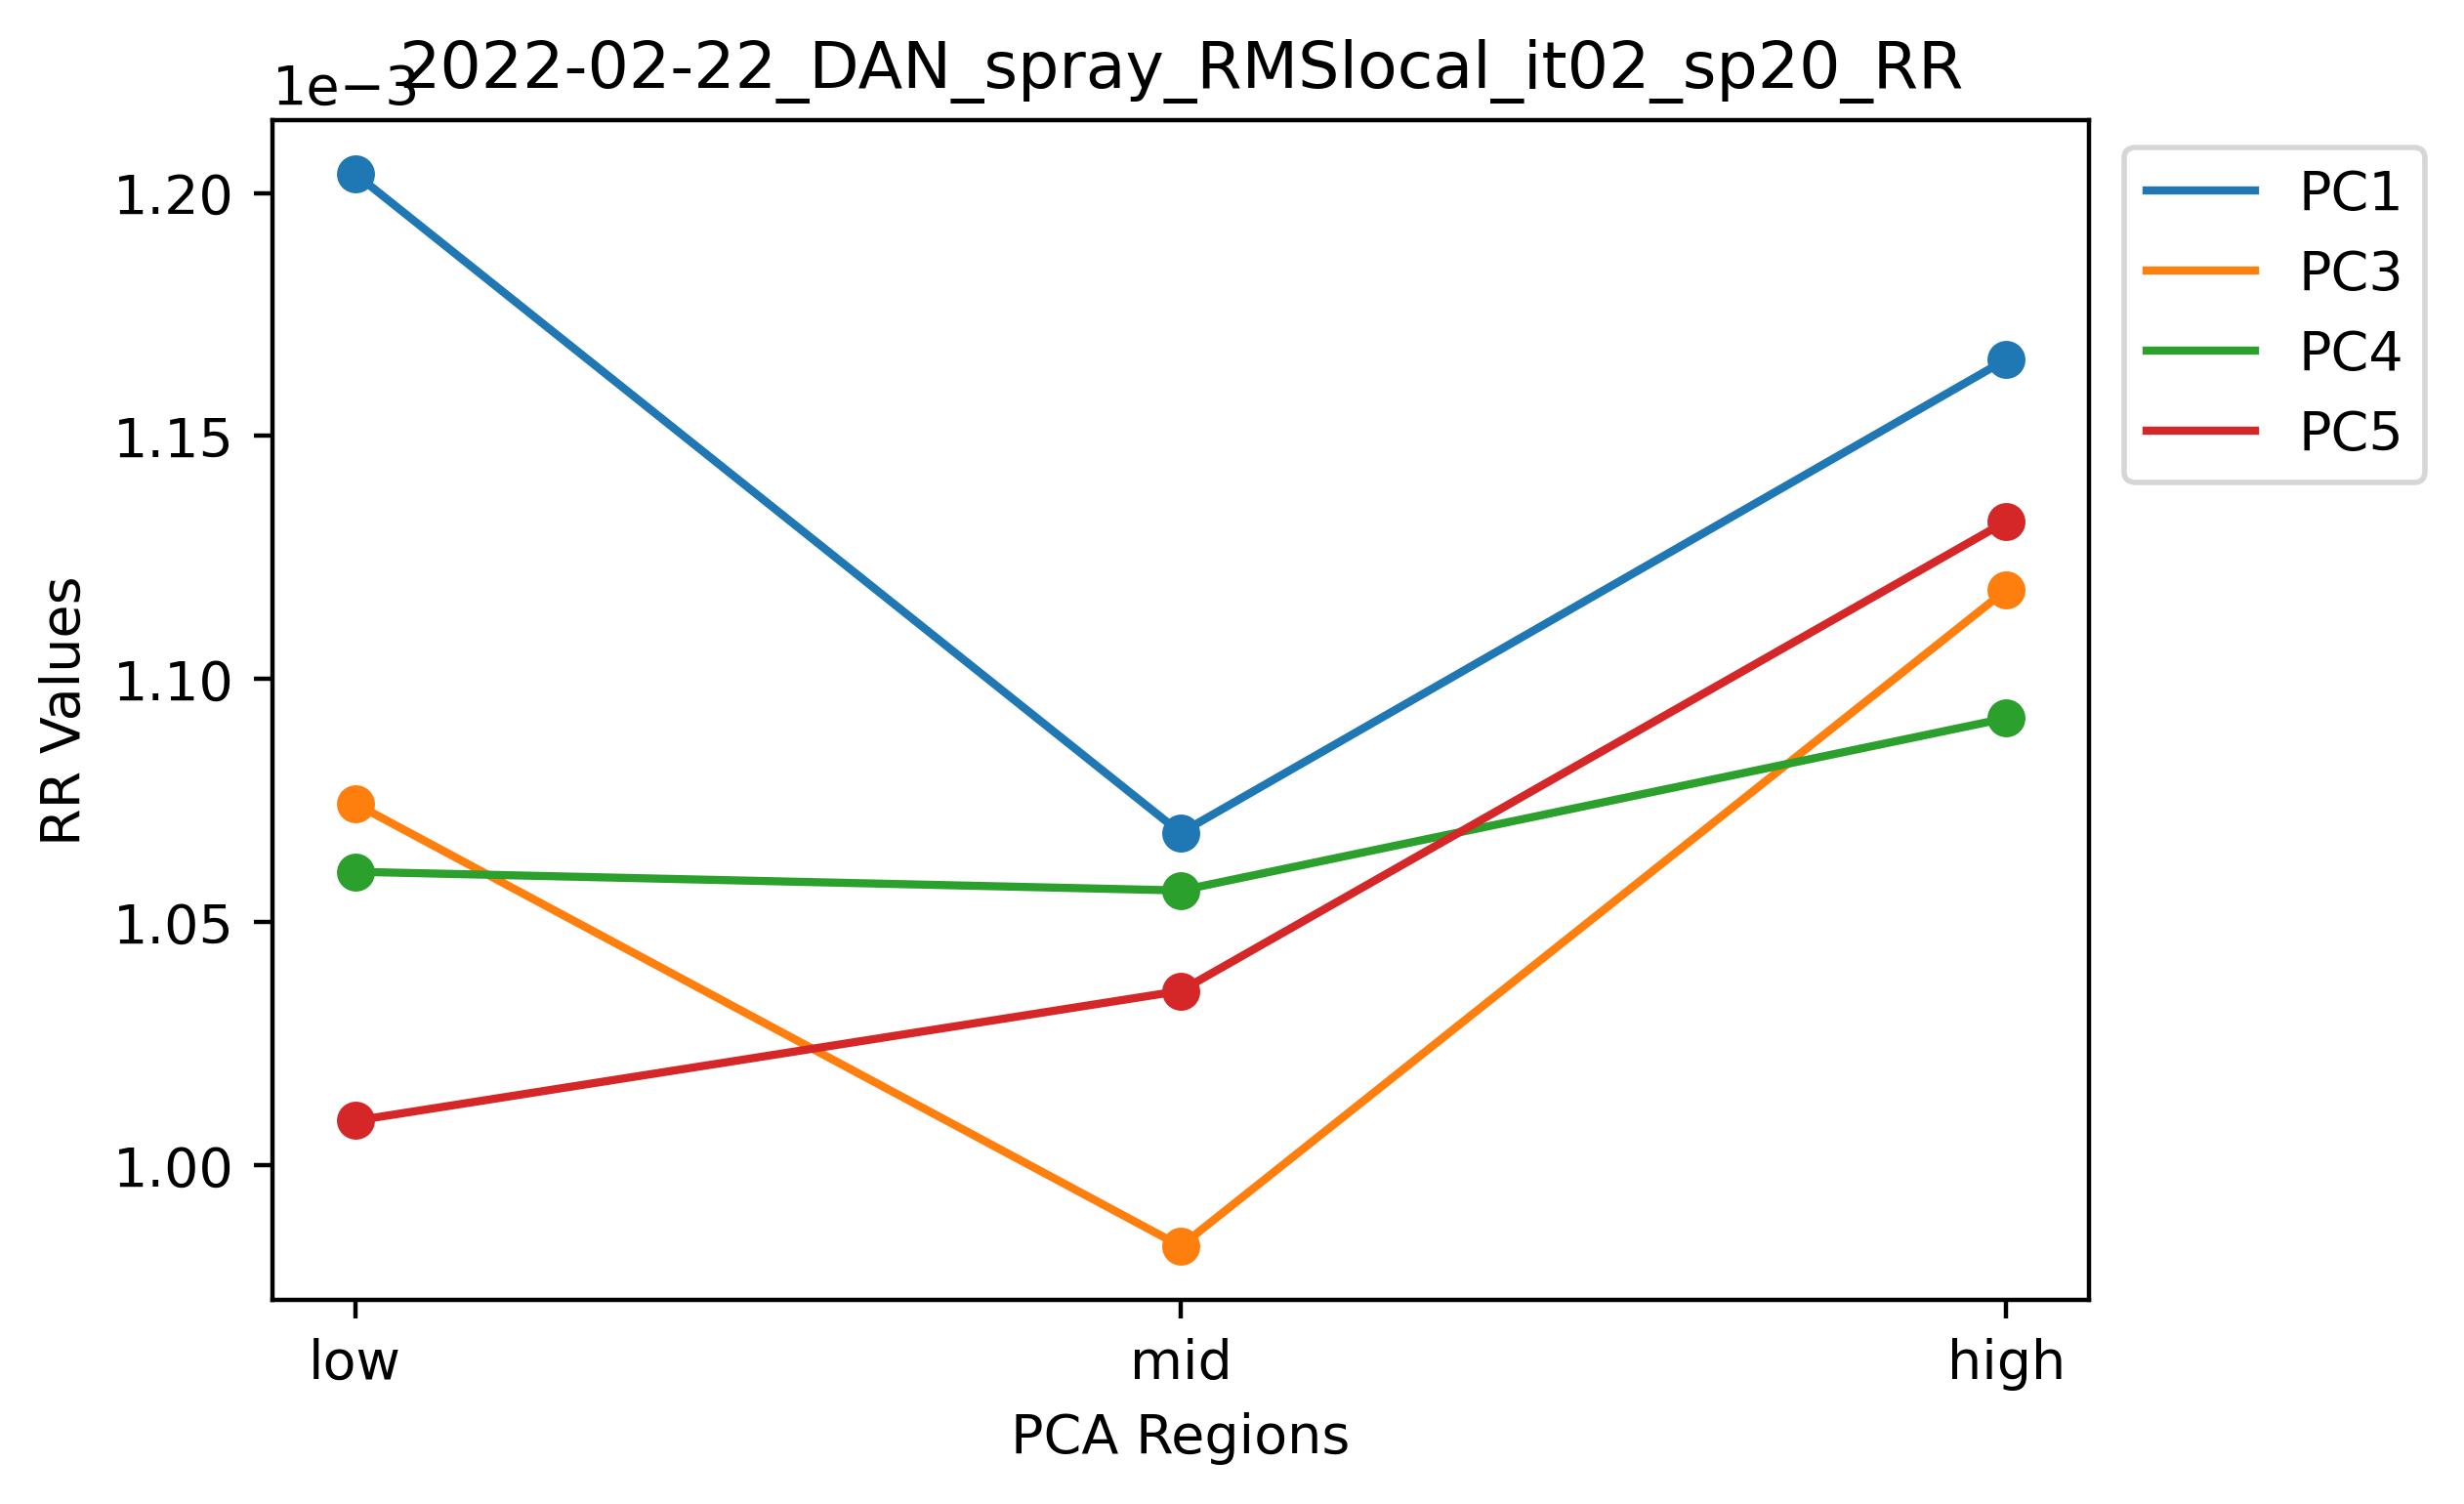 2022-02-22_DAN_spray_RMSlocal_it02_sp20_RR
1e−3
1.20
1.15
1.10
1.05
1.00
RR Values
low
mid
high
PCA Regions
PC1
PC3
PC4
PC5